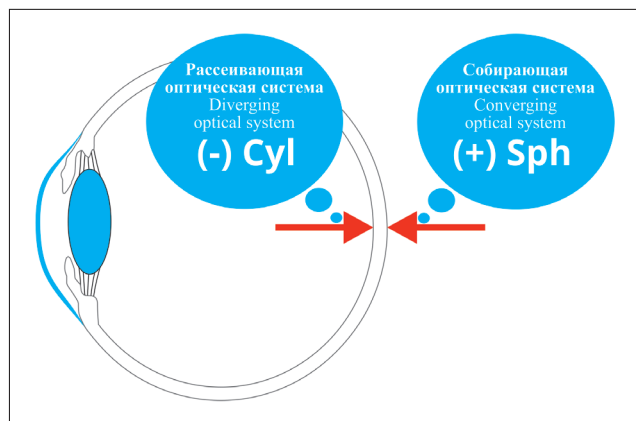 Рассеивающая
оптическая система
Diverging
optical system
(-) Cyl
Собирающая
оптическая система
Converging
optical system
(+) Sph